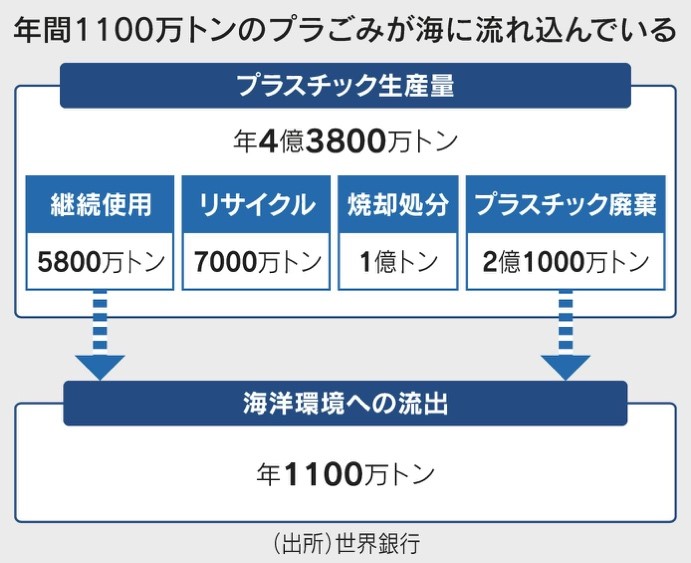 年間1100万トンのプラごみが海に流れ込んでいる
プラスチック生産量
年4億3800万トン
継続使用
リサイクル
焼却処分
プラスチック廃棄
5800万トン
7000万トン
1億トン
2億1000万トン
海洋環境への流出
年1100万トン
(出所)世界銀行